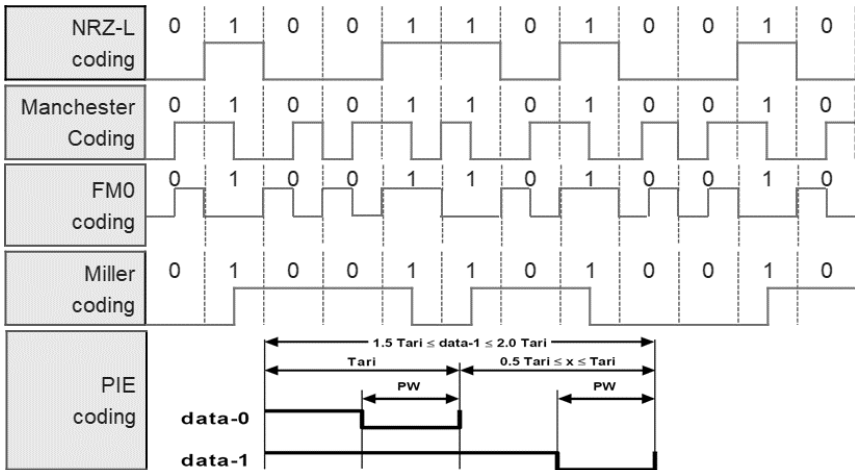 NRZ-L
coding
0 1 0 0 1 1 0 1 0 0 1 0
Manchester
Coding
0 1 0 0 1 1 0 1 0 0 1 0
FM0
coding
0 1 0 0 1 1 0 1 0 0 1 0
Miller
coding
0 1 0 0 1 1 0 1 0 0 1 0
PIE
coding
1.5 Tari ≤ data-1 ≤ 2.0 Tari
Tari
0.5 Tari ≤ x ≤ Tari
PW
PW
data-0
data-1